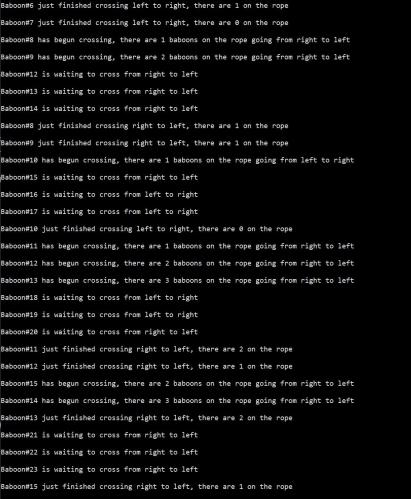 Baboon#6 just finished crossing left to right, there are 1 on the rope
Baboon#7 just finished crossing left to right, there are 0 on the rope
Baboon#8 has begun crossing, there are 1 baboons on the rope going from right to left
Baboon#9 has begun crossing, there are 2 baboons on the rope going from right to left
Baboon#12 is waiting to cross from right to left
Baboon#13 is waiting to cross from right to left
Baboon#14 is waiting to cross from right to left
Baboon#8 just finished crossing right to left, there are 1 on the rope
Baboon#9 just finished crossing right to left, there are 1 on the rope
Baboon#10 has begun crossing, there are 1 baboons on the rope going from left to right
Baboon#15 is waiting to cross from right to left
Baboon#16 is waiting to cross from left to right
Baboon#17 is waiting to cross from left to right
Baboon#10 just finished crossing left to right, there are 0 on the rope
Baboon#11 has begun crossing, there are 1 baboons on the rope going from right to left
Baboon#12 has begun crossing, there are 2 baboons on the rope going from right to left
Baboon#13 has begun crossing, there are 3 baboons on the rope going from right to left
Baboon#18 is waiting to cross from left to right
Baboon#19 is waiting to cross from left to right
Baboon#20 is waiting to cross from right to left
Baboon#11 just finished crossing right to left, there are 2 on the rope
Baboon#12 just finished crossing right to left, there are 1 on the rope
Baboon#15 has begun crossing, there are 2 baboons on the rope going from right to left
Baboon#14 has begun crossing, there are 3 baboons on the rope going from right to left
Baboon#13 just finished crossing right to left, there are 2 on the rope
Baboon#21 is waiting to cross from right to left
Baboon#22 is waiting to cross from right to left
Baboon#23 is waiting to cross from right to left
Baboon#15 just finished crossing right to left, there are 1 on the rope